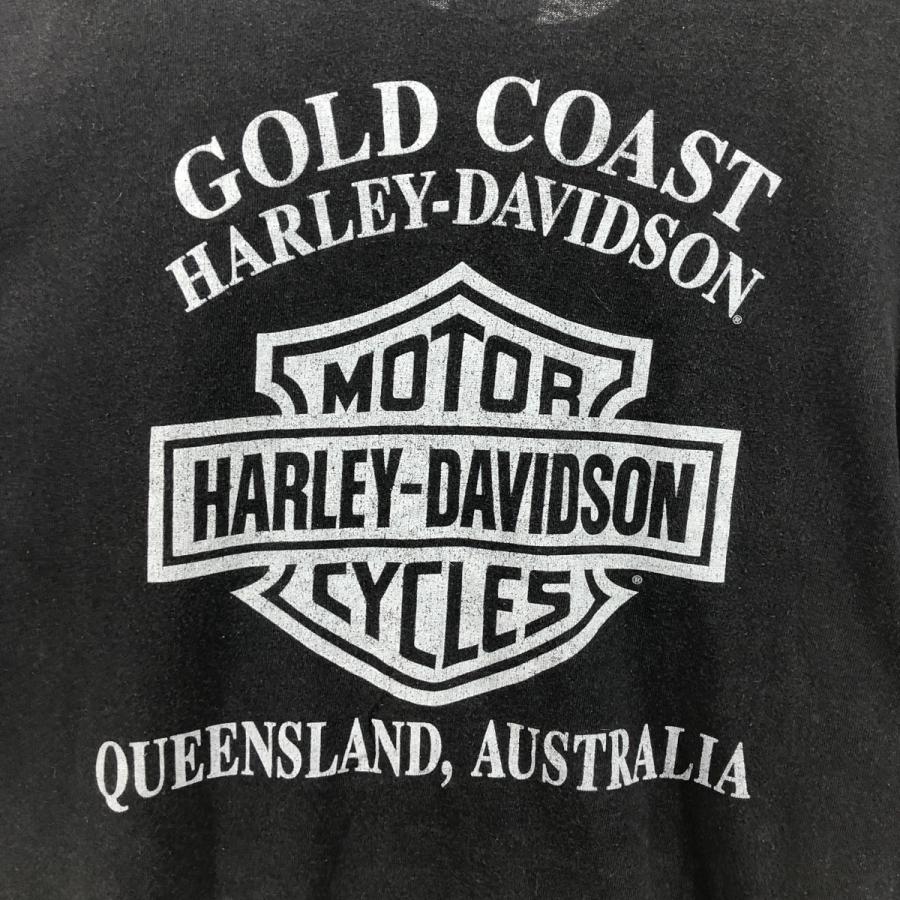 GOLD COAST
HARLEY-DAVIDSON®
MOTOR
HARLEY-DAVIDSON
CYCLES®
QUEENSLAND, AUSTRALIA